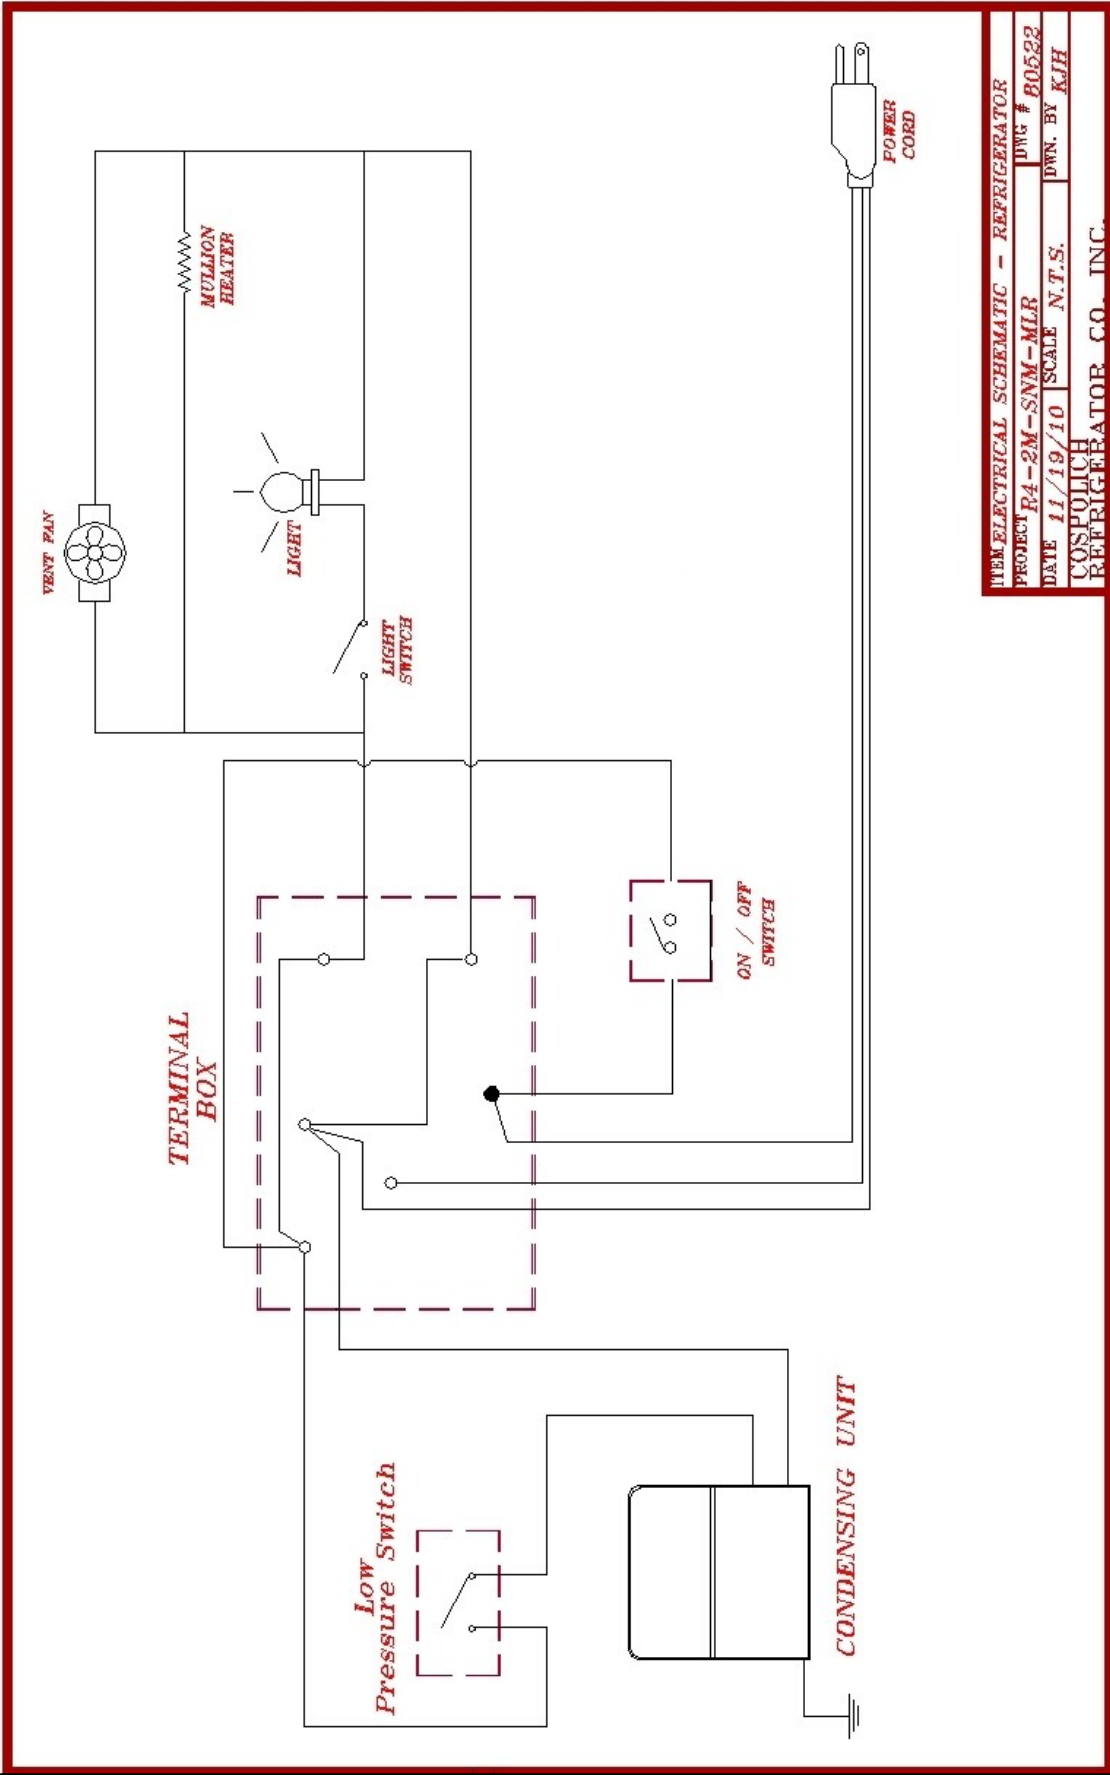 VENT FAN
MULLION
HEATER
LIGHT
LIGHT
SWITCH
POWER
CORD
TERMINAL
BOX
ON / OFF
SWITCH
Low
Pressure Switch
CONDENSING UNIT
ITEM ELECTRICAL SCHEMATIC - REFRIGERATOR
PROJECT R4-2M-SNM-MLR DWG # B0522
DATE 11/19/10 SCALE N.T.S. DWN. BY KJH
COSPOLICH
REFRIGERATOR CO. INC.